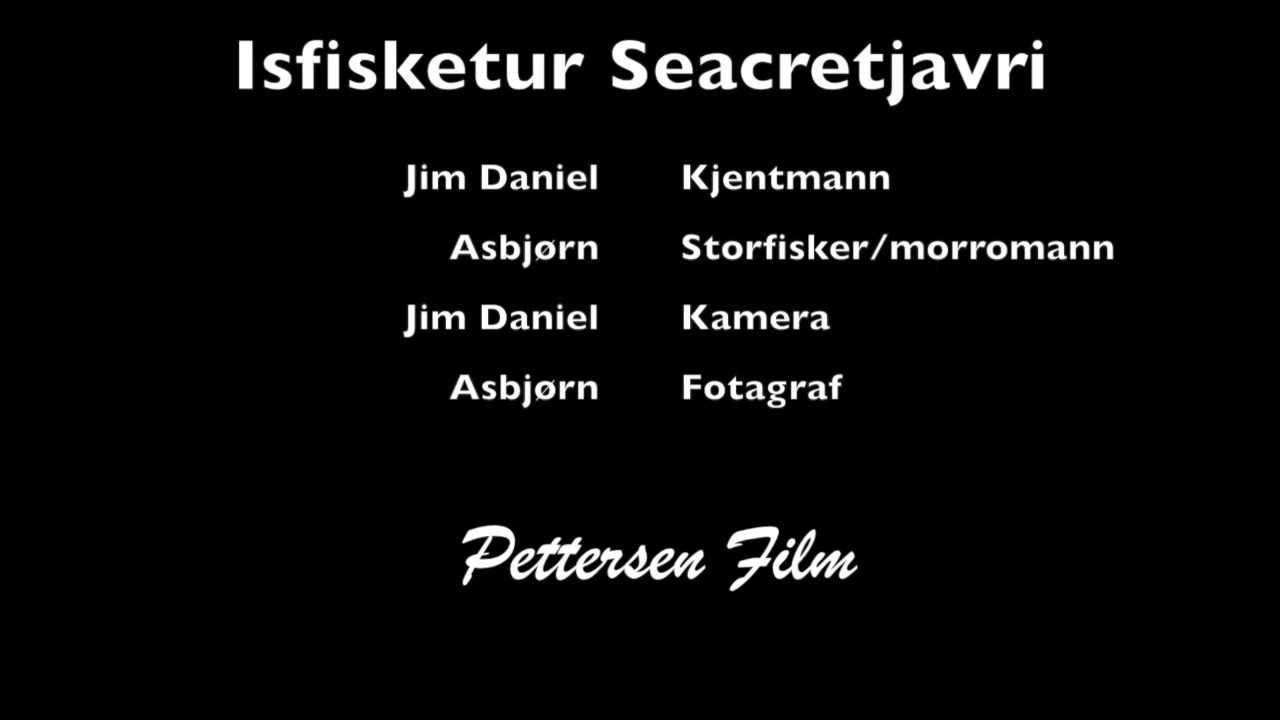 Isfisketur Seacretjavri
Jim Daniel Kjentmann
Asbjørn Storfisker/morromann
Jim Daniel Kamera
Asbjørn Fotagraf
Pettersen Film